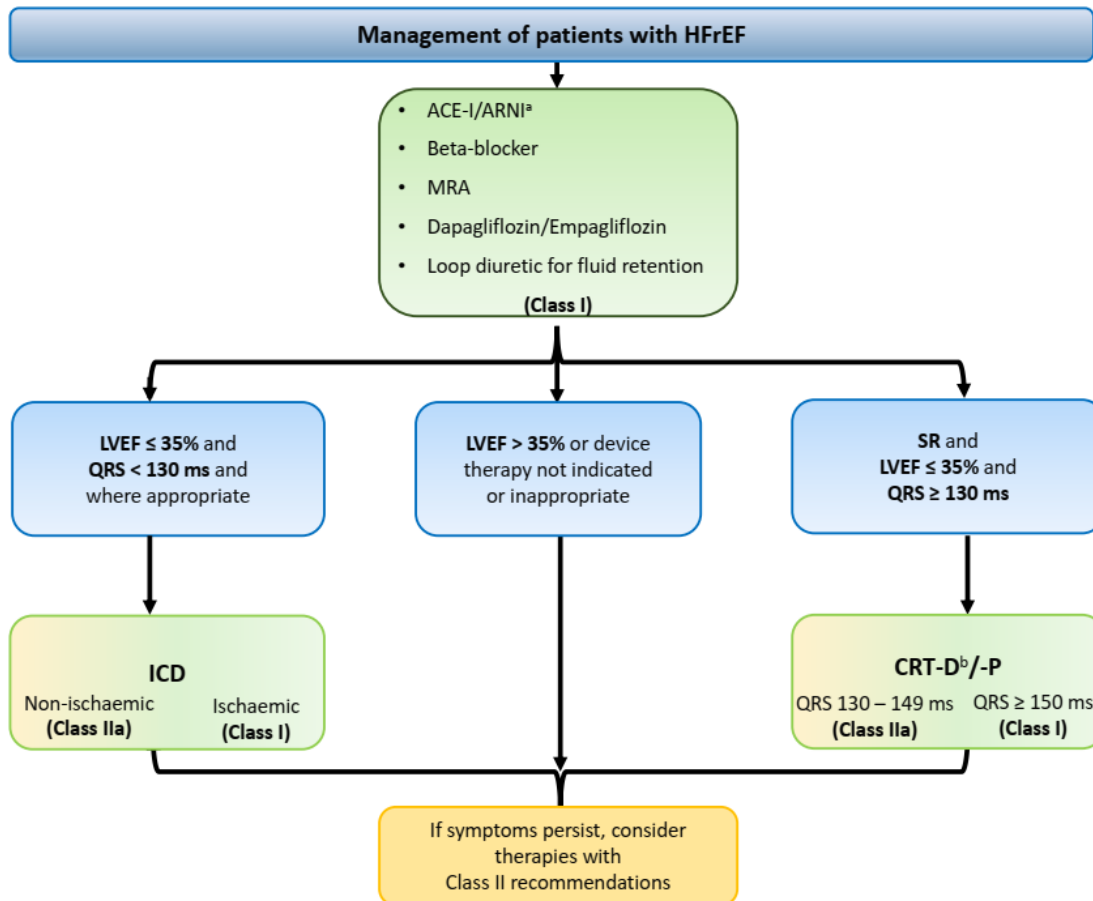 Management of patients with HFrEF
• ACE-I/ARNIᵃ
• Beta-blocker
• MRA
• Dapagliflozin/Empagliflozin
• Loop diuretic for fluid retention
(Class I)
LVEF ≤ 35% and
QRS < 130 ms and
where appropriate
LVEF > 35% or device
therapy not indicated
or inappropriate
SR and
LVEF ≤ 35% and
QRS ≥ 130 ms
ICD
Non-ischaemic
(Class IIa)
Ischaemic
(Class I)
CRT-Dᵇ/-P
QRS 130 – 149 ms
(Class IIa)
QRS ≥ 150 ms
(Class I)
If symptoms persist, consider
therapies with
Class II recommendations